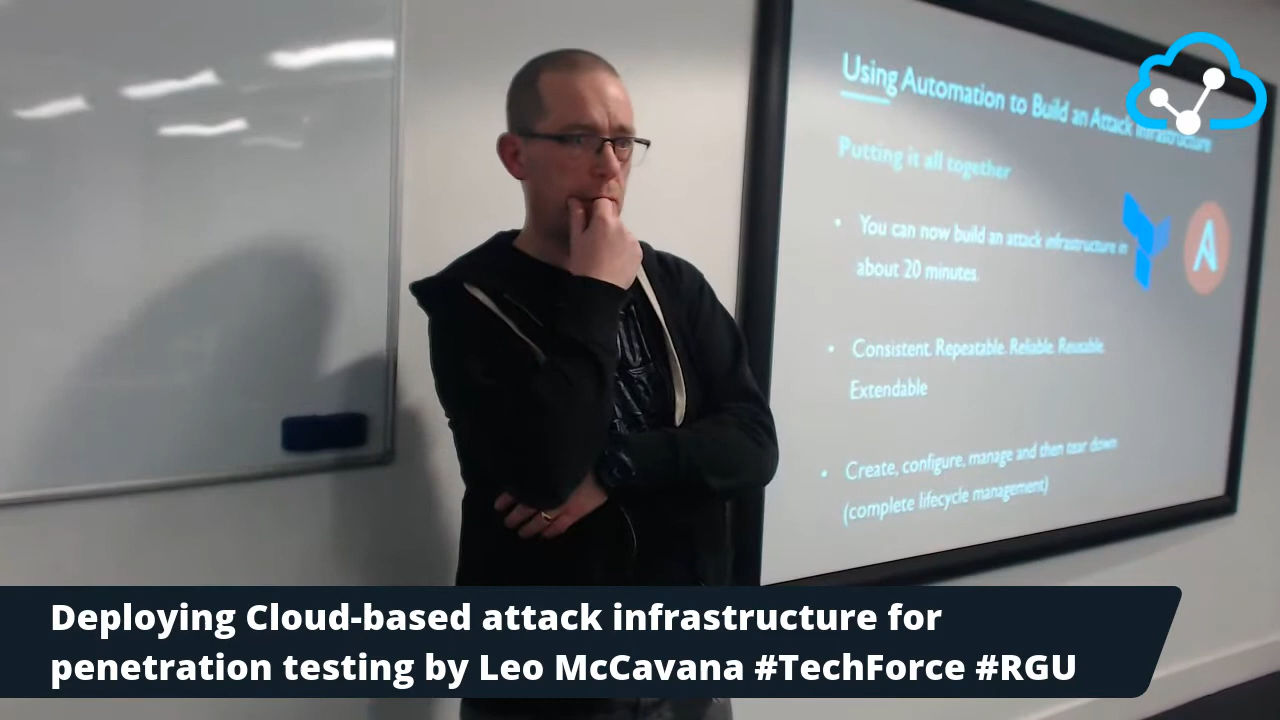 Using Automation to Build an Attack Infrastructure
Putting it all together
• You can now build an attack infrastructure in
about 20 minutes.
• Consistent. Repeatable. Reliable. Reusable.
Extendable
• Create, configure, manage and then tear down
(complete lifecycle management)
Deploying Cloud-based attack infrastructure for
penetration testing by Leo McCavana #TechForce #RGU